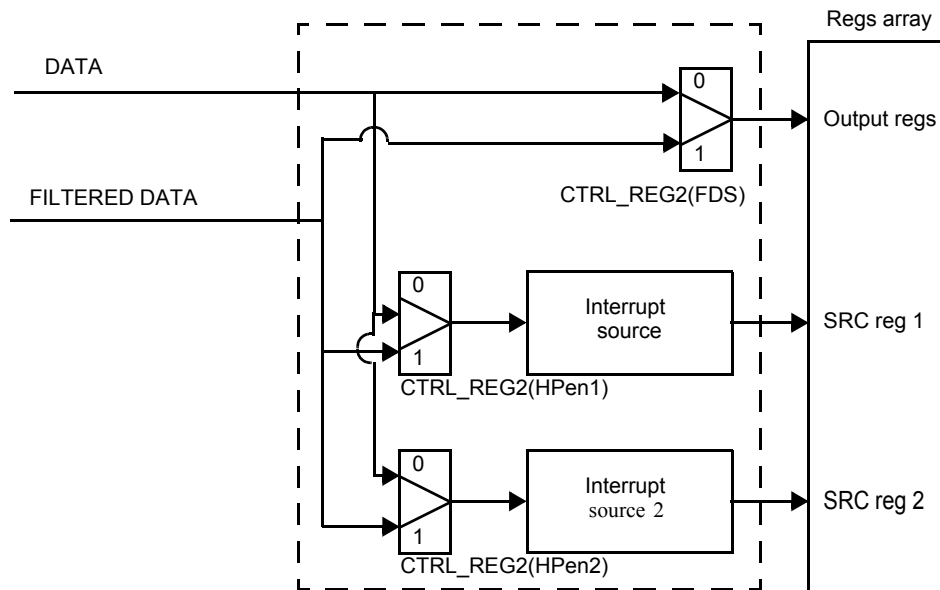 Regs array
DATA
0
Output regs
1
FILTERED DATA
CTRL_REG2(FDS)
0
Interrupt
source
SRC reg 1
1
CTRL_REG2(HPen1)
0
Interrupt
source 2
SRC reg 2
1
CTRL_REG2(HPen2)